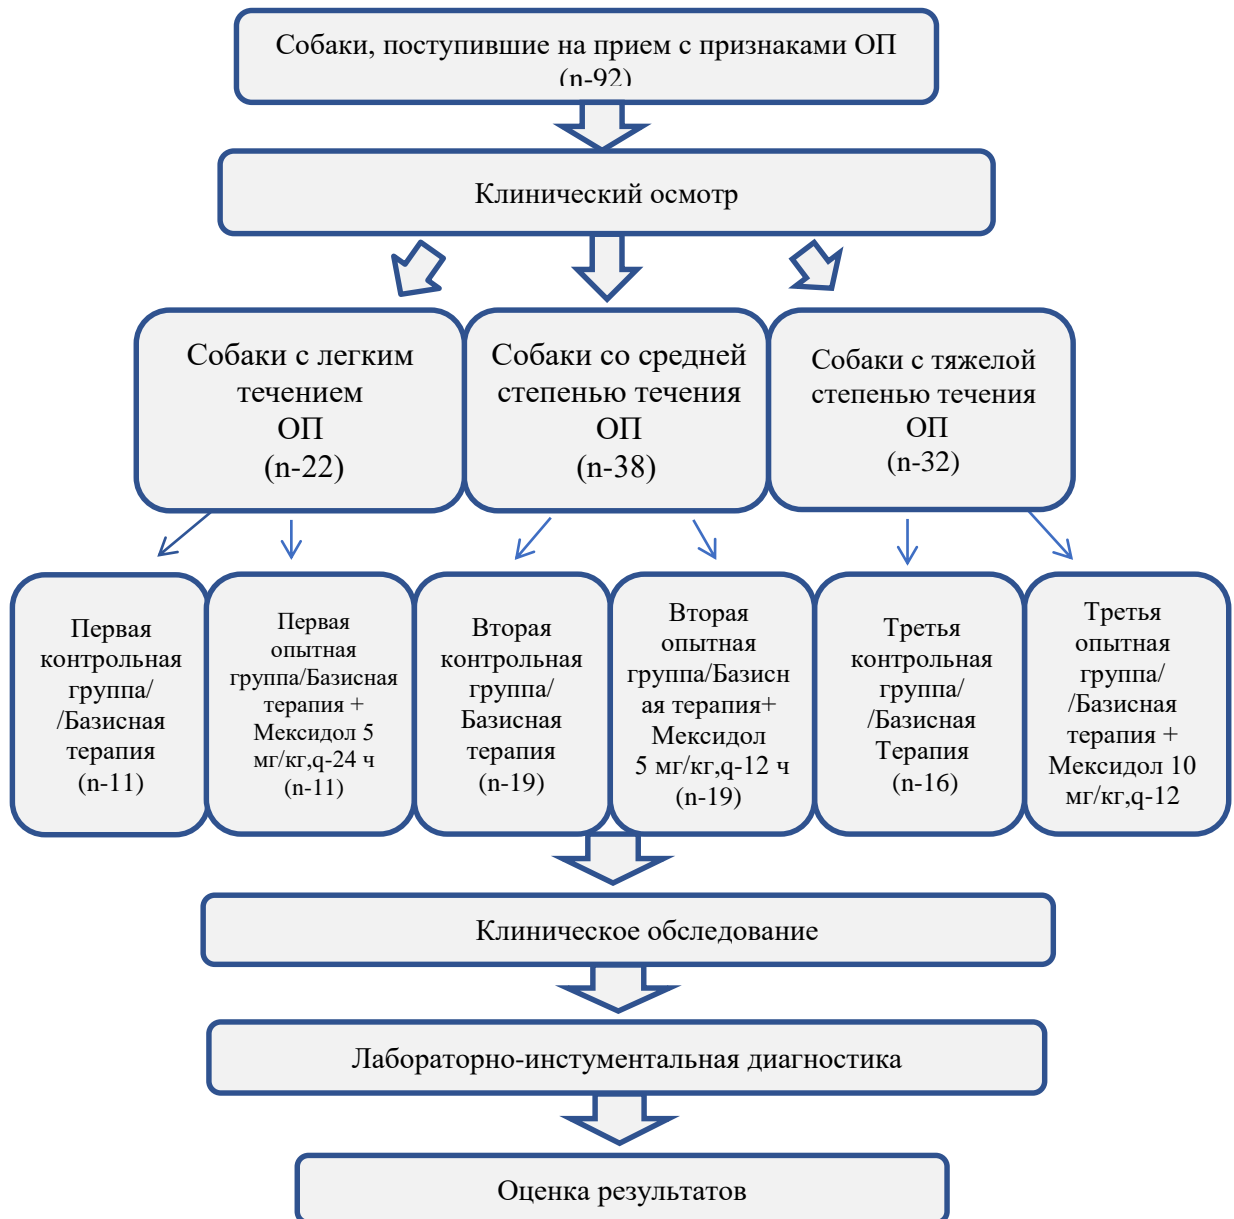 Собаки, поступившие на прием с признаками ОП
(n-92)
Клинический осмотр
Собаки с легким
течением
ОП
(n-22)
Собаки со средней
степенью течения
ОП
(n-38)
Собаки с тяжелой
степенью течения
ОП
(n-32)
Первая
контрольная
группа/
/Базисная
терапия
(n-11)
Первая
опытная
группа/Базисная
терапия +
Мексидол 5
мг/кг,q-24 ч
(n-11)
Вторая
контрольная
группа/
Базисная
терапия
(n-19)
Вторая
опытная
группа/Базисн
ая терапия+
Мексидол
5 мг/кг,q-12 ч
(n-19)
Третья
контрольная
группа/
/Базисная
Терапия
(n-16)
Третья
опытная
группа/
/Базисная
терапия +
Мексидол 10
мг/кг,q-12
Клиническое обследование
Лабораторно-инстументальная диагностика
Оценка результатов